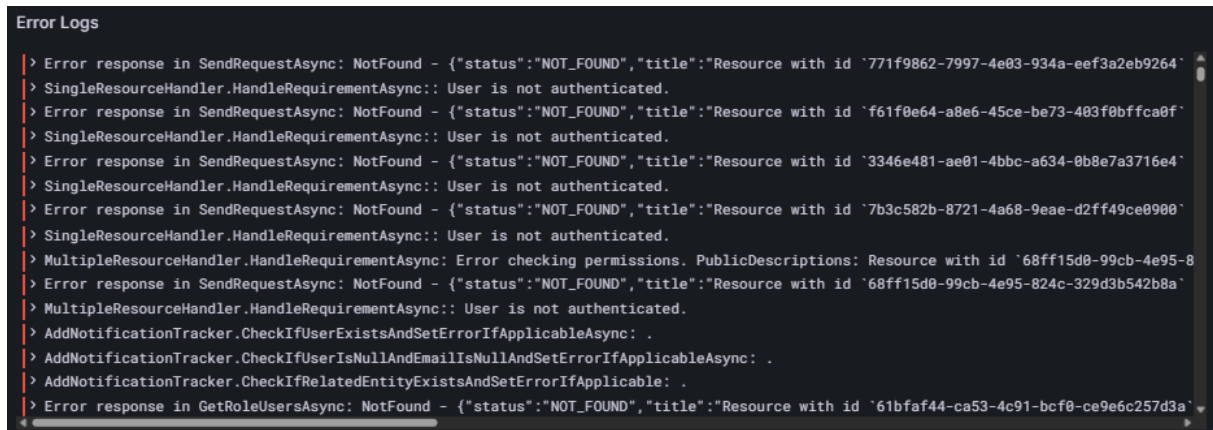 Error Logs
> Error response in SendRequestAsync: NotFound - {"status":"NOT_FOUND","title":"Resource with id `771f9862-7997-4e03-934a-eef3a2eb9264`
> SingleResourceHandler.HandleRequirementAsync:: User is not authenticated.
> Error response in SendRequestAsync: NotFound - {"status":"NOT_FOUND","title":"Resource with id `f61f0e64-a8e6-45ce-be73-403f0bffca0f`
> SingleResourceHandler.HandleRequirementAsync:: User is not authenticated.
> Error response in SendRequestAsync: NotFound - {"status":"NOT_FOUND","title":"Resource with id `3346e481-ae01-4bbc-a634-0b8e7a3716e4`
> SingleResourceHandler.HandleRequirementAsync:: User is not authenticated.
> Error response in SendRequestAsync: NotFound - {"status":"NOT_FOUND","title":"Resource with id `7b3c582b-8721-4a68-9eae-d2ff49ce0900`
> SingleResourceHandler.HandleRequirementAsync:: User is not authenticated.
> MultipleResourceHandler.HandleRequirementAsync: Error checking permissions. PublicDescriptions: Resource with id `68ff15d0-99cb-4e95-8
> Error response in SendRequestAsync: NotFound - {"status":"NOT_FOUND","title":"Resource with id `68ff15d0-99cb-4e95-824c-329d3b542b8a`
> MultipleResourceHandler.HandleRequirementAsync:: User is not authenticated.
> AddNotificationTracker.CheckIfUserExistsAndSetErrorIfApplicableAsync: .
> AddNotificationTracker.CheckIfUserIsNullAndEmailIsNullAndSetErrorIfApplicableAsync: .
> AddNotificationTracker.CheckIfRelatedEntityExistsAndSetErrorIfApplicable: .
> Error response in GetRoleUsersAsync: NotFound - {"status":"NOT_FOUND","title":"Resource with id `61bfaf44-ca53-4c91-bcf0-ce9e6c257d3a`